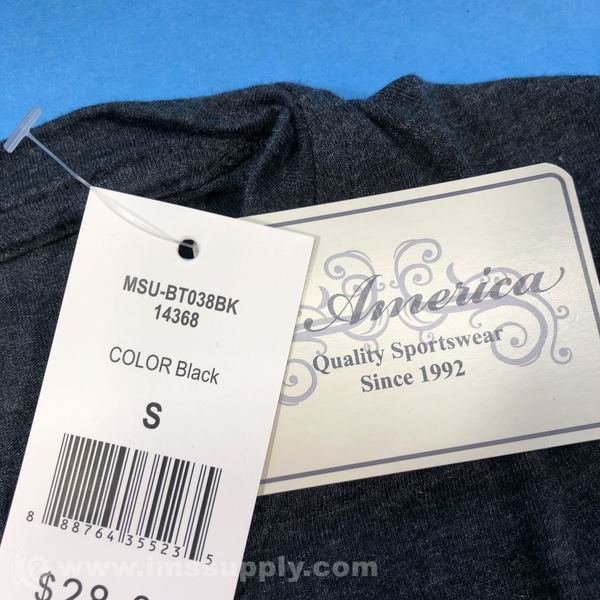 MSU-BT038BK
14368
COLOR Black
S
8 88764 35523 5
America
Quality Sportswear
Since 1992
www.imssupply.com